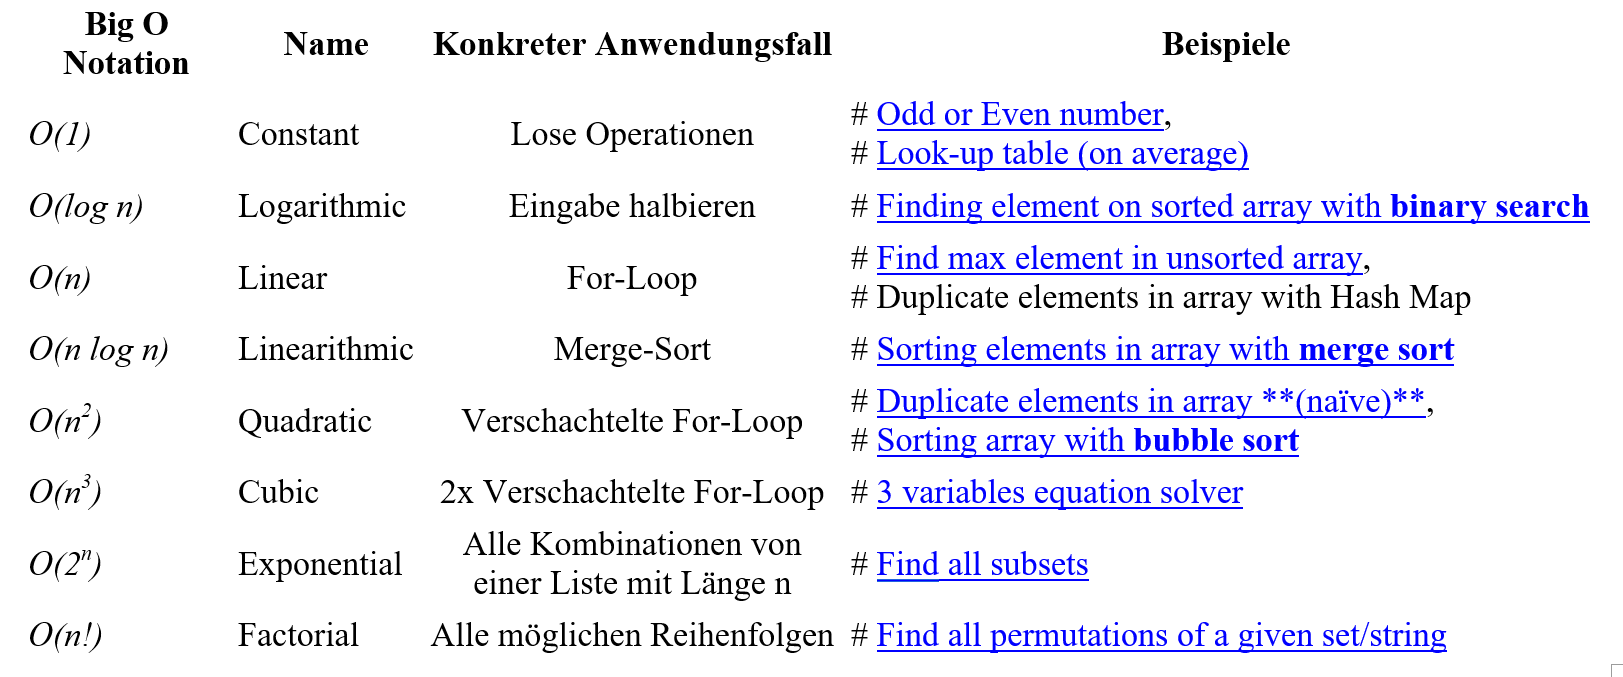 Big O
Notation
Name
Konkreter Anwendungsfall
Beispiele
O(1)
Constant
Lose Operationen
# Odd or Even number,
# Look-up table (on average)
O(log n)
Logarithmic
Eingabe halbieren
# Finding element on sorted array with binary search
O(n)
Linear
For-Loop
# Find max element in unsorted array,
# Duplicate elements in array with Hash Map
O(n log n)
Linearithmic
Merge-Sort
# Sorting elements in array with merge sort
O(n²)
Quadratic
Verschachtelte For-Loop
# Duplicate elements in array **(naïve)**,
# Sorting array with bubble sort
O(n³)
Cubic
2x Verschachtelte For-Loop
# 3 variables equation solver
O(2ⁿ)
Exponential
Alle Kombinationen von
einer Liste mit Länge n
# Find all subsets
O(n!)
Factorial
Alle möglichen Reihenfolgen
# Find all permutations of a given set/string